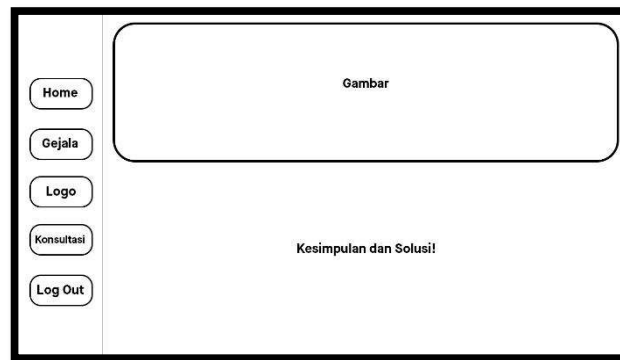 Home
Gejala
Logo
Konsultasi
Log Out
Gambar
Kesimpulan dan Solusi!